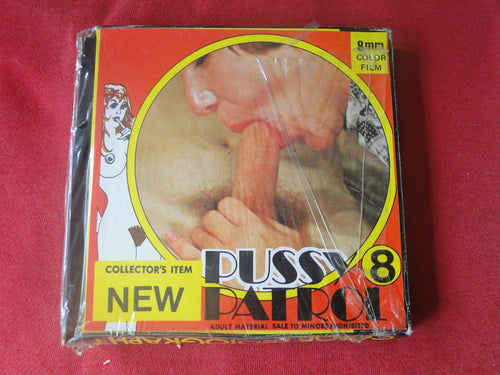 8mm
COLOR
FILM
COLLECTOR'S ITEM
NEW
PUSSY
PATROL
8
ADULT MATERIAL SALE TO MINORS PROHIBITED